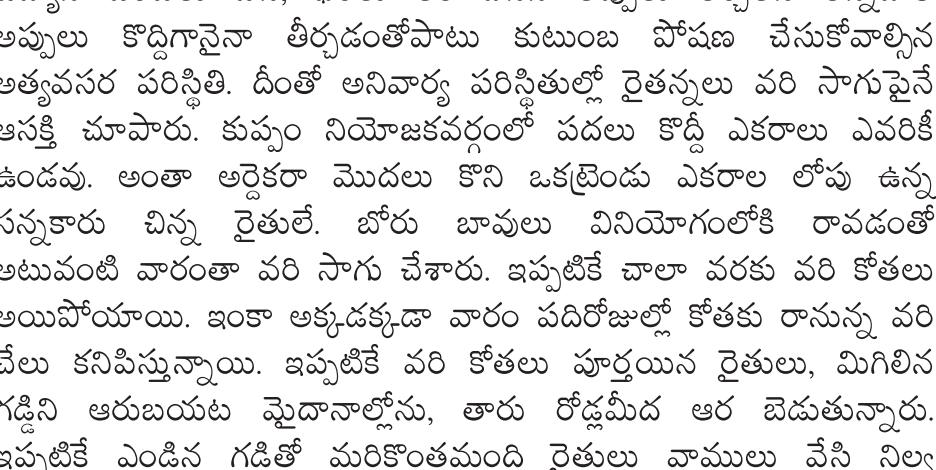 అప్పులు కొద్దిగానైనా తీర్చడంతోపాటు కుటుంబ పోషణ చేసుకోవాల్సిన
అత్యవసర పరిస్థితి. దీంతో అనివార్య పరిస్థితుల్లో రైతన్నలు వరి సాగుపైనే
ఆసక్తి చూపారు. కుప్పం నియోజకవర్గంలో పదలు కొద్దీ ఎకరాలు ఎవరికీ
ఉండవు. అంతా అర్దెకరా మొదలు కొని ఒకట్రెండు ఎకరాల లోపు ఉన్న
సన్నకారు చిన్న రైతులే. బోరు బావులు వినియోగంలోకి రావడంతో
అటువంటి వారంతా వరి సాగు చేశారు. ఇప్పటికే చాలా వరకు వరి కోతలు
అయిపోయాయి. ఇంకా అక్కడక్కడా వారం పదిరోజుల్లో కోతకు రానున్న వరి
చేలు కనిపిస్తున్నాయి. ఇప్పటికే వరి కోతలు పూర్తయిన రైతులు, మిగిలిన
గడ్డిని ఆరుబయట మైదానాల్లోను, తారు రోడ్లమీద ఆర బెడుతున్నారు.
ఇప్పటికే ఎండిన గడ్డితో మరికొంతమంది రైతులు వాములు వేసి నిల్వ